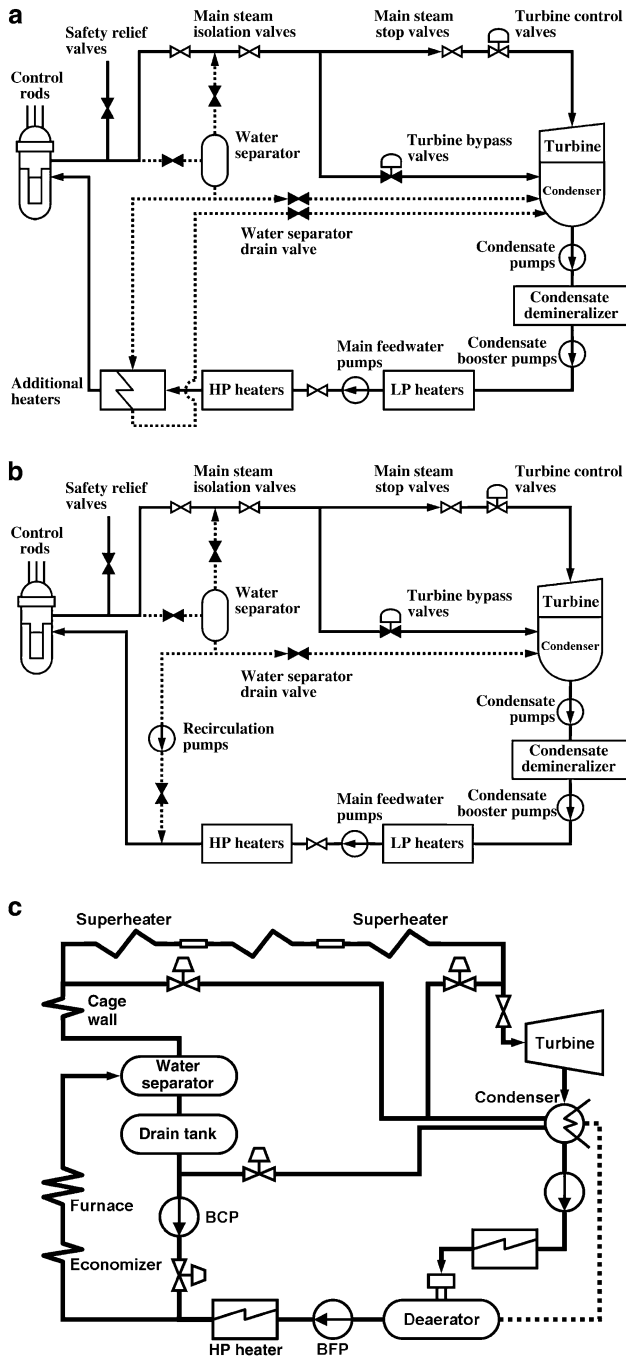 a
Main steam
isolation valves
Main steam
stop valves
Turbine control
valves
Safety relief
valves
Control
rods
Water
separator
Turbine bypass
valves
Turbine
Condenser
Water separator
drain valve
Condensate
pumps
Condensate
demineralizer
Condensate
booster pumps
Main feedwater
pumps
Additional
heaters
HP heaters
LP heaters
b
Main steam
isolation valves
Main steam
stop valves
Turbine control
valves
Safety relief
valves
Control
rods
Water
separator
Turbine bypass
valves
Turbine
Condenser
Water separator
drain valve
Condensate
pumps
Recirculation
pumps
Condensate
demineralizer
Condensate
booster pumps
Main feedwater
pumps
HP heaters
LP heaters
c
Superheater
Superheater
Cage
wall
Turbine
Water
separator
Condenser
Drain tank
Furnace
BCP
Economizer
Deaerator
HP heater
BFP